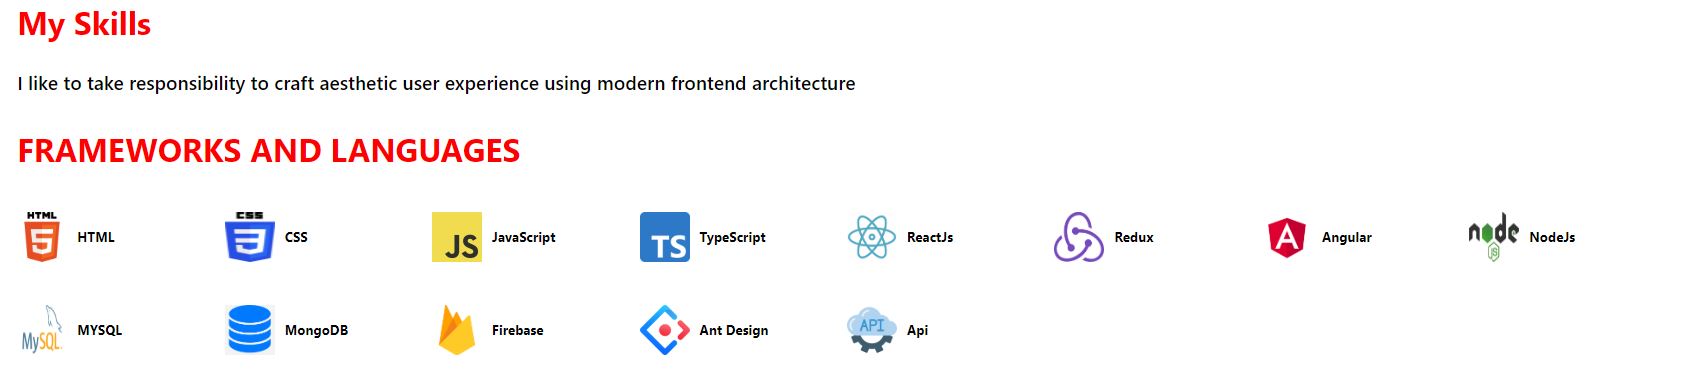 My Skills
I like to take responsibility to craft aesthetic user experience using modern frontend architecture
FRAMEWORKS AND LANGUAGES
HTML HTML CSS CSS JS JavaScript TS TypeScript ReactJs Redux A Angular node JS NodeJs
MySQL MYSQL MongoDB Firebase Ant Design API Api